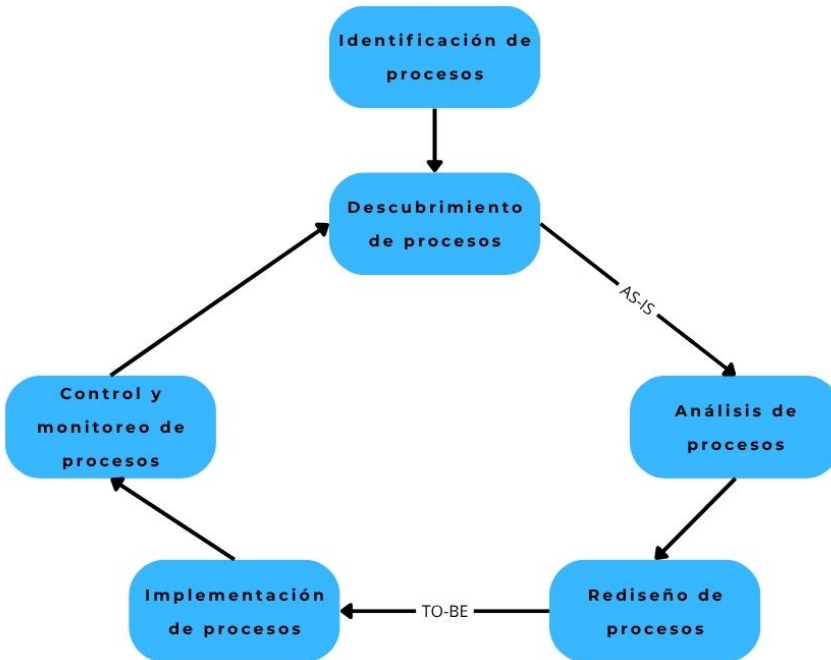 Identificación de
procesos
Descubrimiento
de procesos
AS-IS
Control y
monitoreo de
procesos
Análisis de
procesos
Implementación
de procesos
TO-BE
Rediseño de
procesos